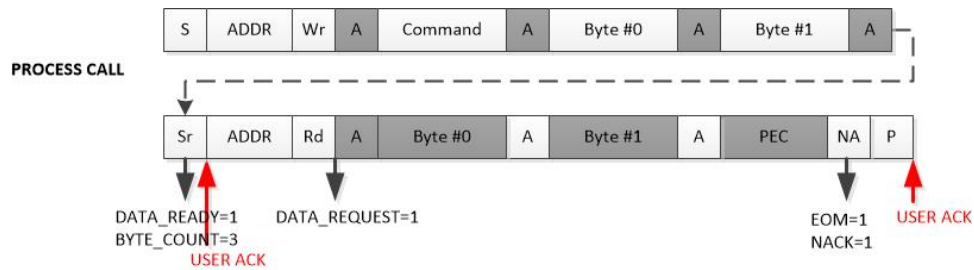 S ADDR Wr A Command A Byte #0 A Byte #1 A
PROCESS CALL
Sr ADDR Rd A Byte #0 A Byte #1 A PEC NA P
DATA_READY=1 DATA_REQUEST=1 EOM=1 USER ACK
BYTE_COUNT=3 NACK=1
USER ACK